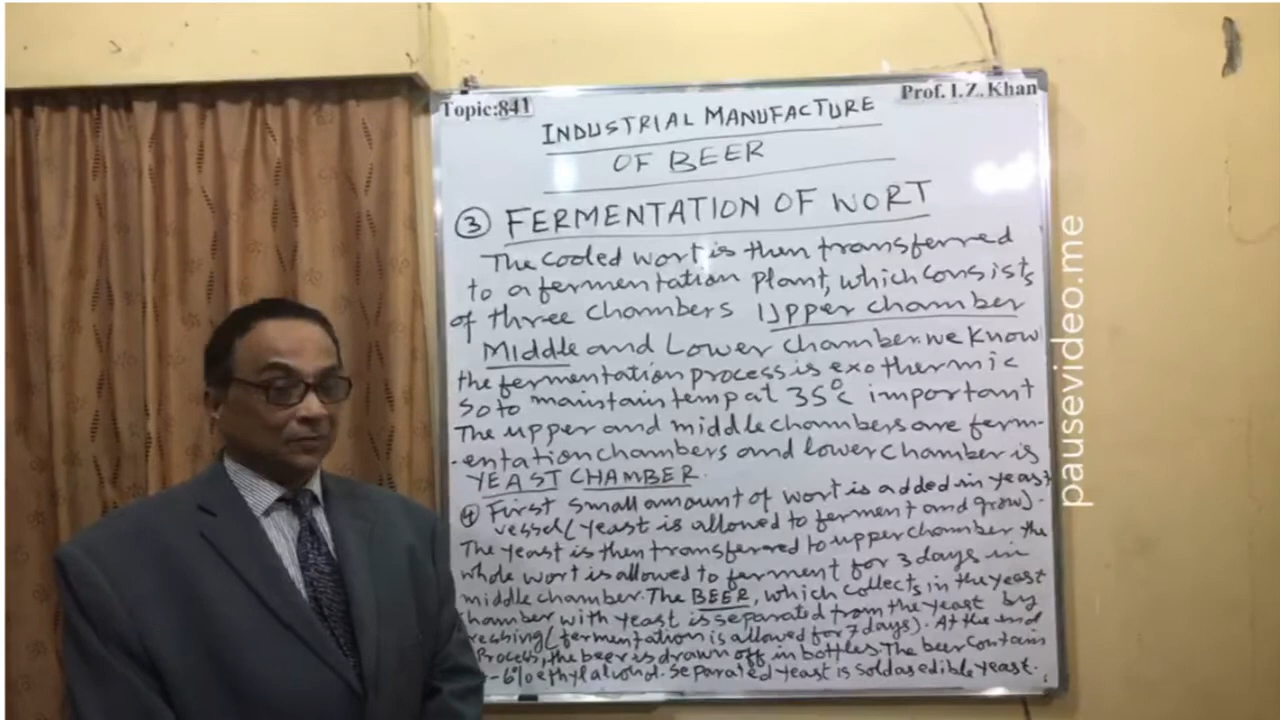 Topic:841
Prof. I.Z. Khan
INDUSTRIAL MANUFACTURE
OF BEER
③ FERMENTATION OF WORT
The cooled wort is then transferred
to a fermentation plant, which consists
of three chambers Upper chamber
Middle and Lower chamber. we know
the fermentation process is exothermic
so to maintain temp at 35°c important
The upper and middle chambers are ferm-
-entation chambers and lower chamber is
YEAST CHAMBER.
④ First small amount of wort is added in yeast
vessel (yeast is allowed to ferment and grow).
The yeast is then transferred to upper chamber the
whole wort is allowed to ferment for 3 days in
middle chamber. The BEER, which collects in the yeast
chamber with yeast is separated from the yeast by
ressing (fermentation is allowed for 7 days). At the end
Process, the beer is drawn off in bottles. The beer contain
-6% ethyl alcohol. Separated yeast is sold as edible yeast.
pausevideo.me